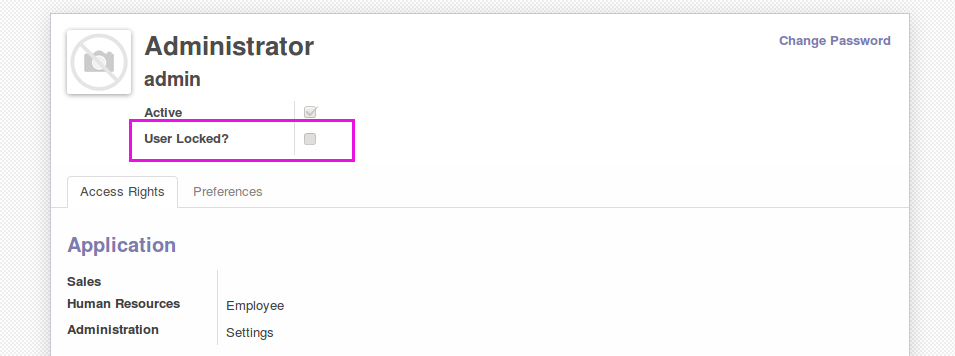 Administrator
Change Password
admin
Active
User Locked?
Access Rights
Preferences
Application
Sales
Human Resources
Employee
Administration
Settings